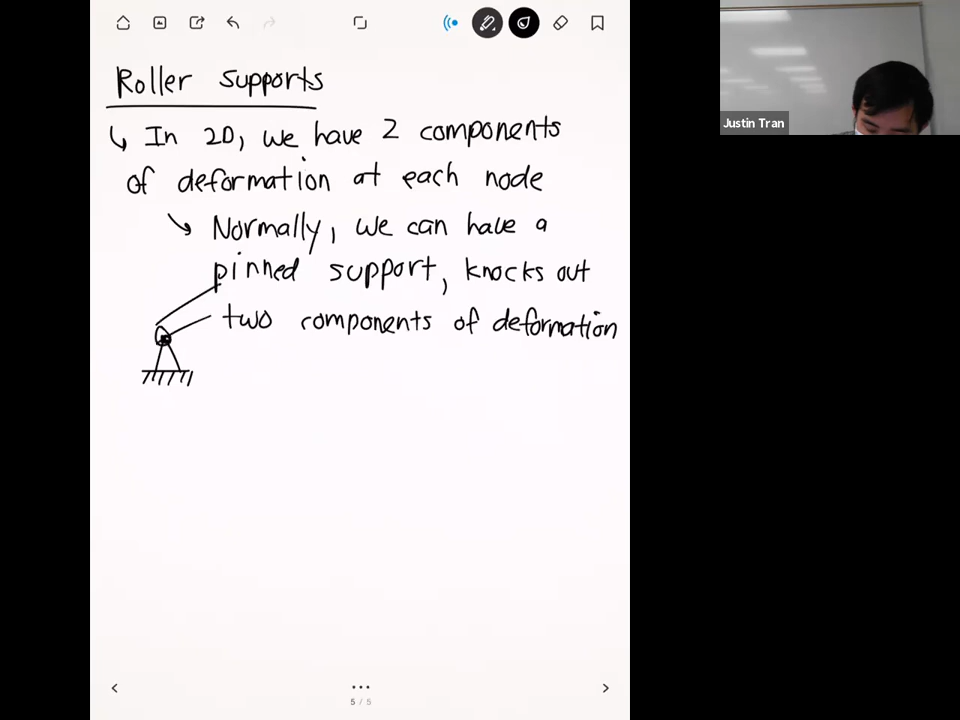 Roller supports
↳ In 2D, we have 2 components
of deformation at each node
↳ Normally, we can have a
pinned support, knocks out
two components of deformation
Justin Tran
5 / 5